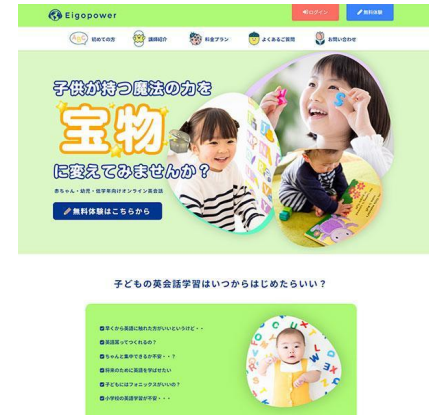 Eigopower
ログイン
無料体験
初めての方
講師紹介
料金プラン
よくあるご質問
お問い合わせ
子供が持つ魔法の力を
宝物
に変えてみませんか？
赤ちゃん・幼児・低学年向けオンライン英会話
無料体験はこちらから
子どもの英会話学習はいつからはじめたらいい？
早くから英語に触れた方がいいというけど・・
英語耳ってつくれるの？
ちゃんと集中できるか不安・・？
将来のために英語を学ばせたい
子どもにはフォニックスがいいの？
小学校の英語学習が不安・・・